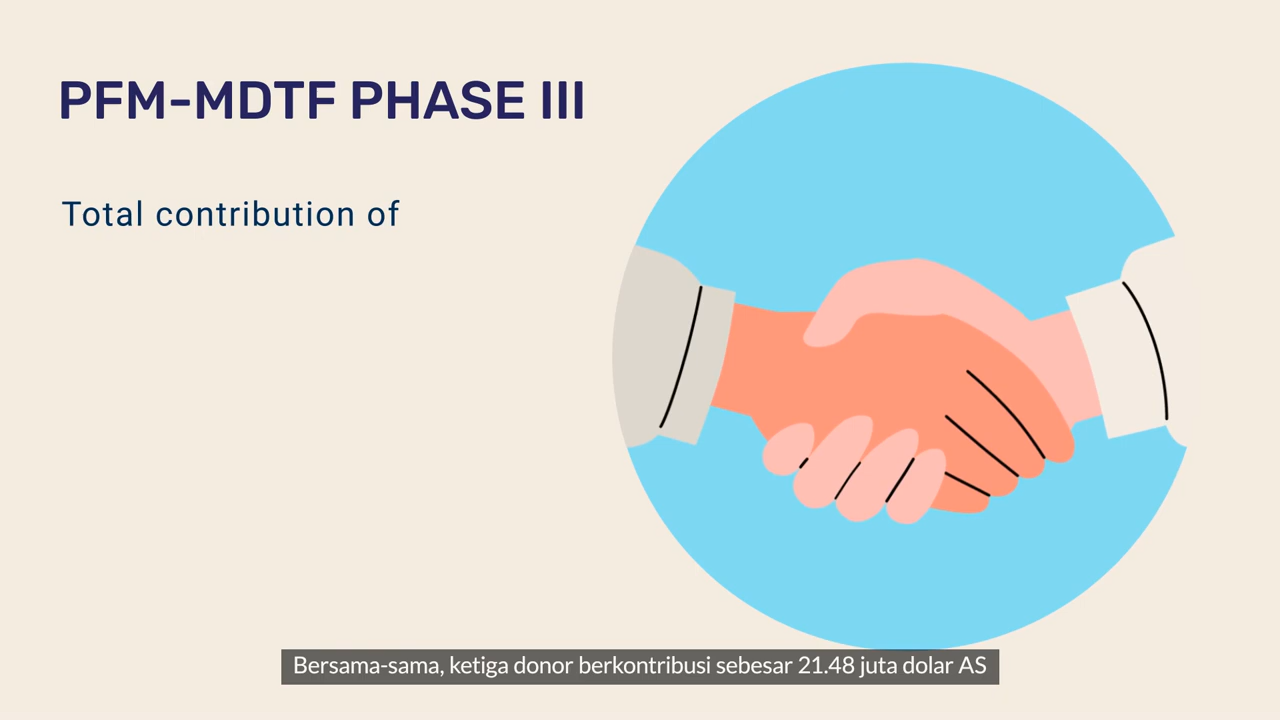 PFM-MDTF PHASE III
Total contribution of
Bersama-sama, ketiga donor berkontribusi sebesar 21.48 juta dolar AS